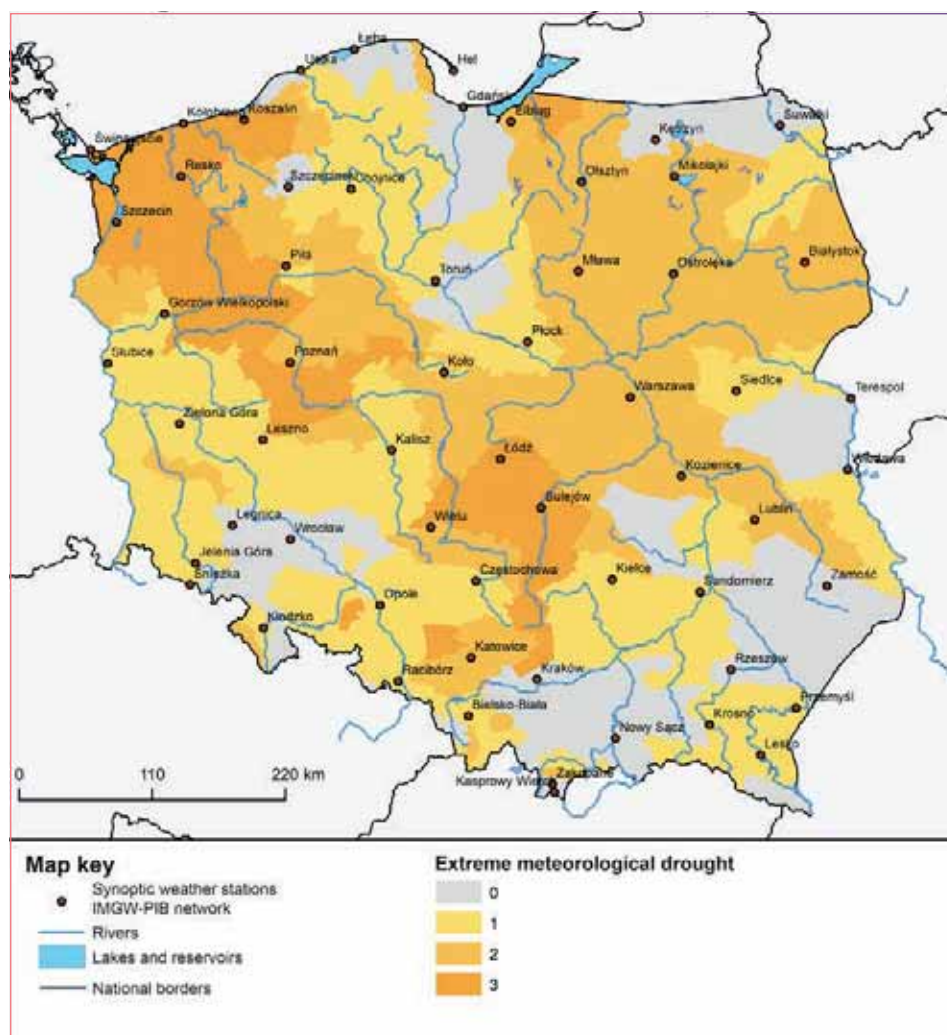 Łeba
Ustka
Hel
Gdańsk
Kołobrzeg
Koszalin
Elbląg
Suwałki
Świnoujście
Kętrzyn
Resko
Szczecinek
Chojnice
Olsztyn
Mikołajki
Szczecin
Piła
Toruń
Mława
Ostrołęka
Białystok
Gorzów Wielkopolski
Płock
Słubice
Poznań
Koło
Warszawa
Siedlce
Terespol
Zielona Góra
Leszno
Kalisz
Łódź
Kozienice
Włodawa
Legnica
Wrocław
Wielu
Sulejów
Lublin
Jelenia Góra
Śnieżka
Częstochowa
Kielce
Sandomierz
Zamość
Opole
Kłodzko
Katowice
Kraków
Rzeszów
Racibórz
Bielsko-Biała
Nowy Sącz
Krosno
Przemyśl
Lesko
Kasprowy Wierch
Zakopane
0 110 220 km
Map key
Synoptic weather stations
IMGW-PIB network
Rivers
Lakes and reservoirs
National borders
Extreme meteorological drought
0
1
2
3